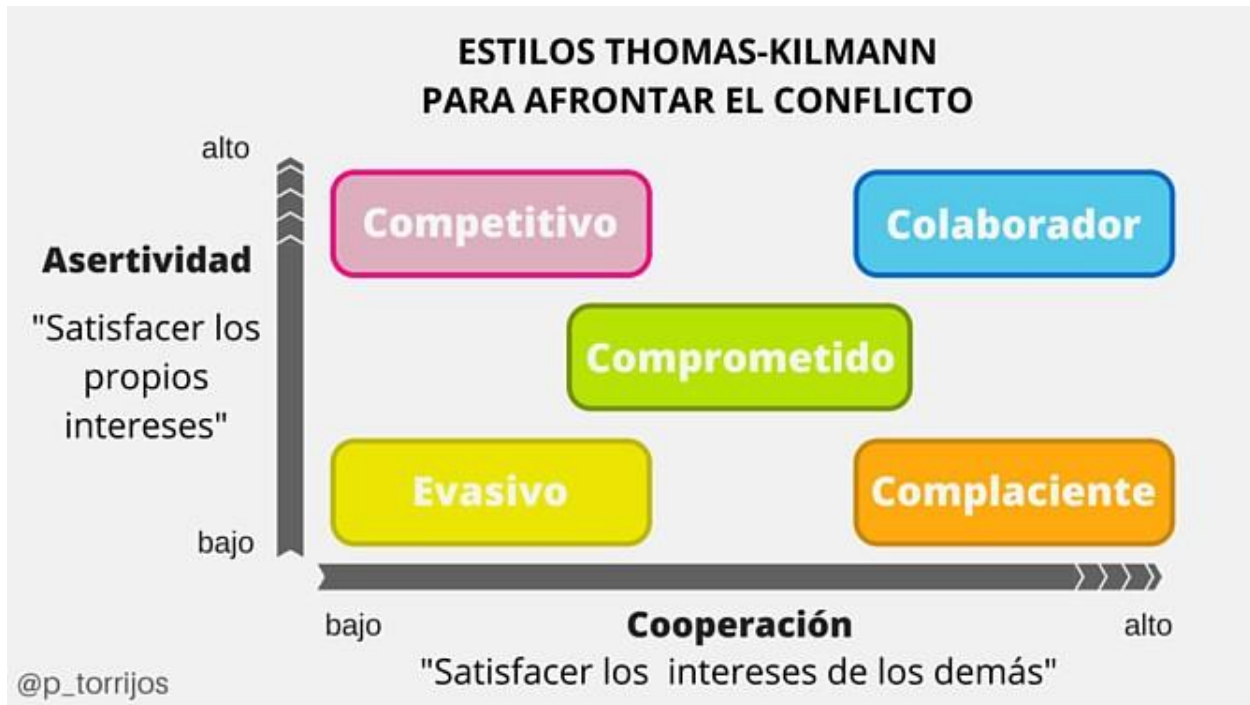 ESTILOS THOMAS-KILMANN
PARA AFRONTAR EL CONFLICTO
alto
Competitivo
Colaborador
Asertividad
"Satisfacer los
propios
intereses"
Comprometido
Evasivo
Complaciente
bajo
bajo
Cooperación
alto
"Satisfacer los intereses de los demás"
@p_torrijos